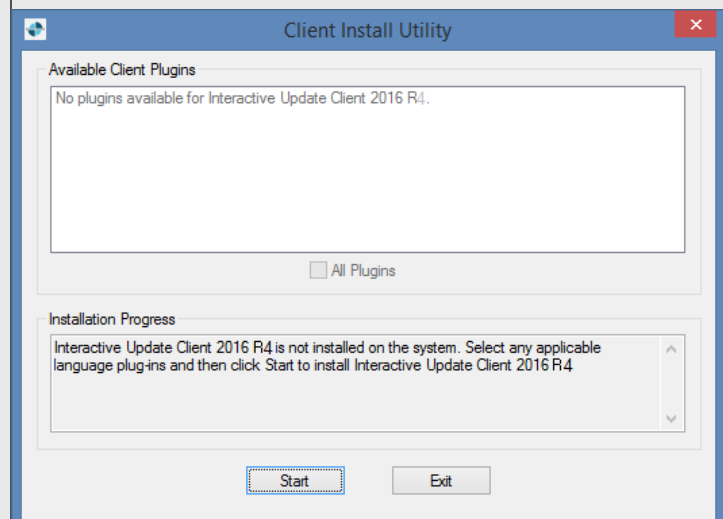 Client Install Utility
Available Client Plugins
No plugins available for Interactive Update Client 2016 R4.
All Plugins
Installation Progress
Interactive Update Client 2016 R4 is not installed on the system. Select any applicable
language plug-ins and then click Start to install Interactive Update Client 2016 R4
Start
Exit